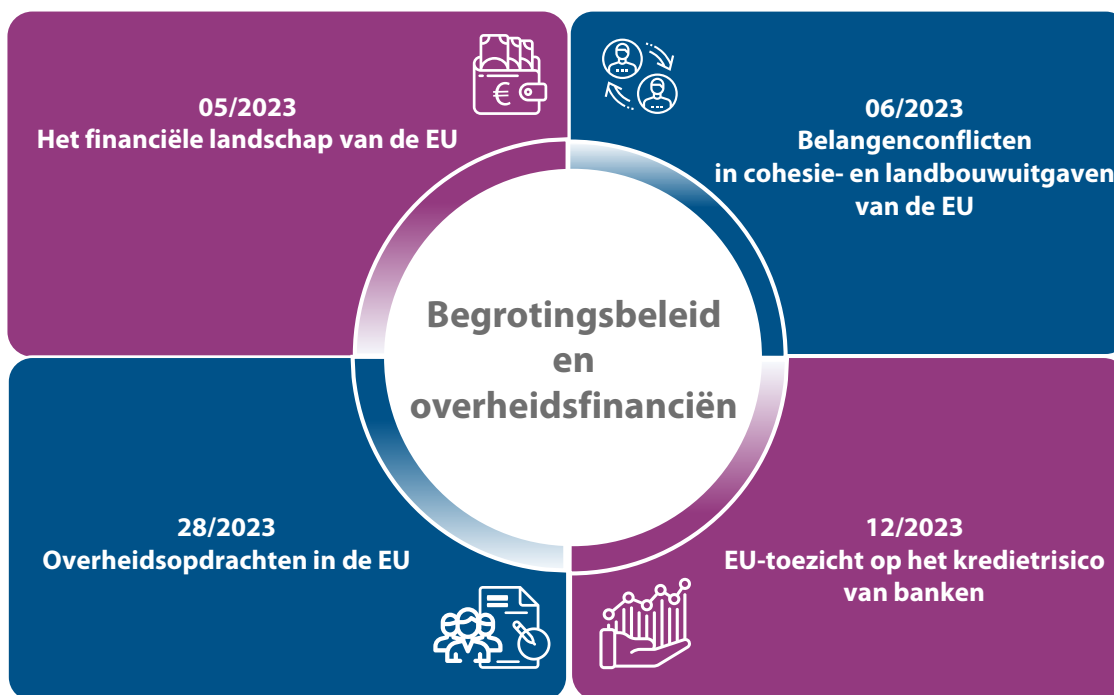 05/2023
Het financiële landschap van de EU
06/2023
Belangenconflicten
in cohesie- en landbouwuitgaven
van de EU
Begrotingsbeleid
en
overheidsfinanciën
28/2023
Overheidsopdrachten in de EU
12/2023
EU-toezicht op het kredietrisico
van banken